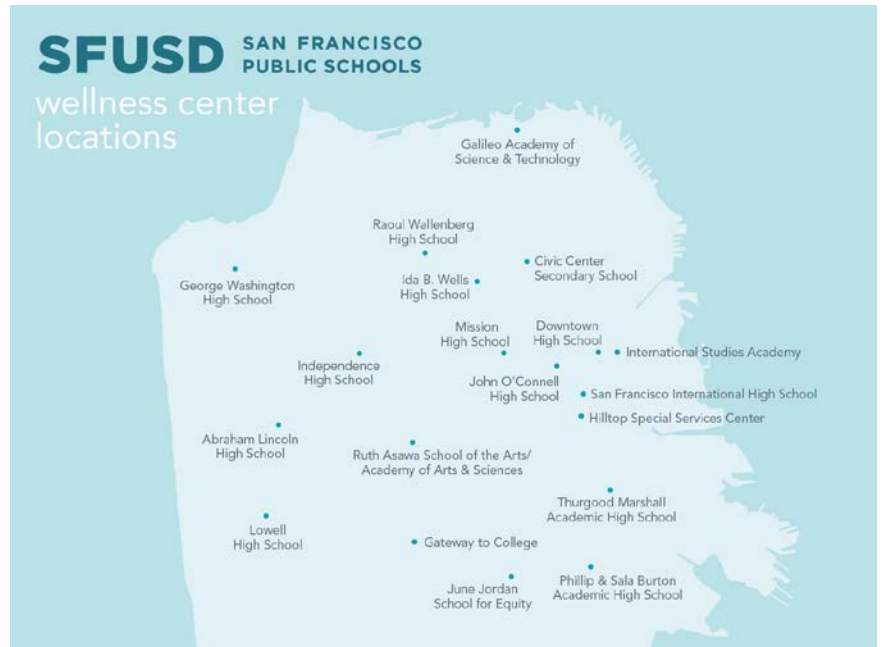 SFUSD
SAN FRANCISCO
PUBLIC SCHOOLS
wellness center
locations
Galileo Academy of
Science & Technology
Raoul Wallenberg
High School
Civic Center
Secondary School
George Washington
High School
Ida B. Wells
High School
Mission
High School
Downtown
High School
International Studies Academy
Independence
High School
John O'Connell
High School
San Francisco International High School
Hilltop Special Services Center
Abraham Lincoln
High School
Ruth Asawa School of the Arts/
Academy of Arts & Sciences
Thurgood Marshall
Academic High School
Lowell
High School
Gateway to College
June Jordan
School for Equity
Phillip & Sala Burton
Academic High School